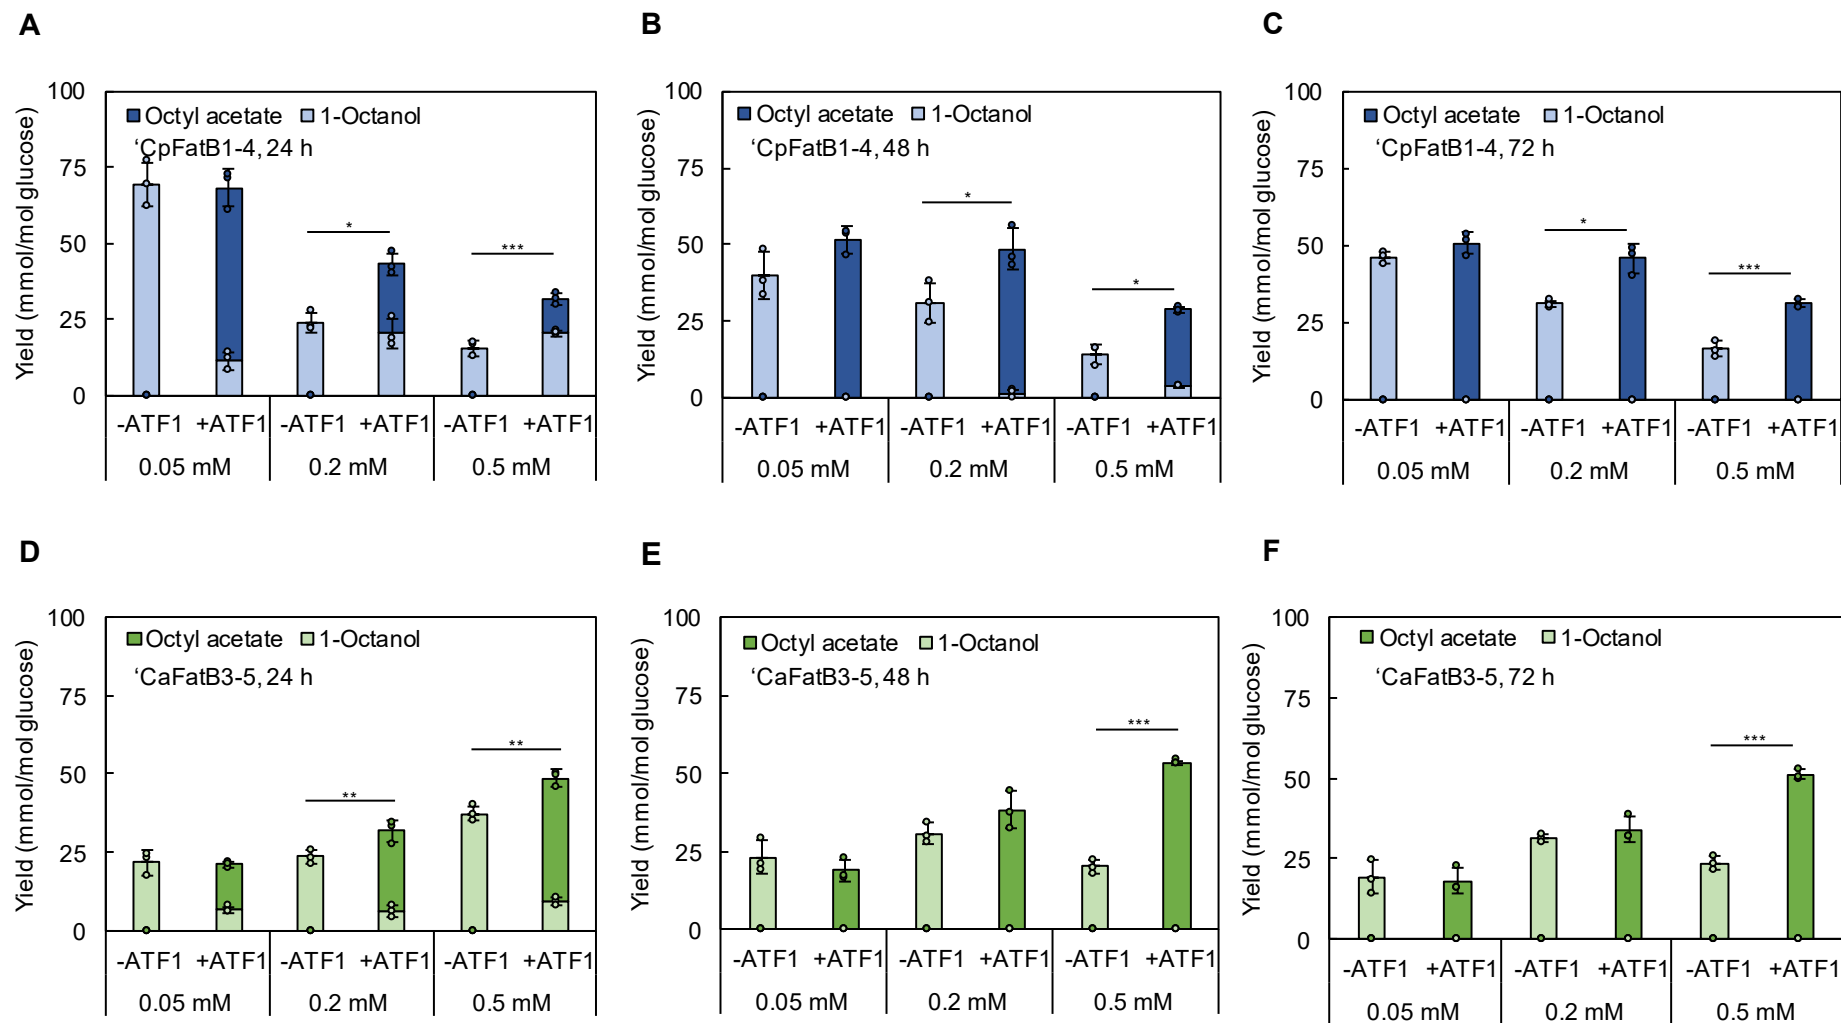 A
B
C
Yield (mmol/mol glucose)
100
75
50
25
0
Octyl acetate 1-Octanol
‘CpFatB1-4, 24 h
*
***
-ATF1 +ATF1 -ATF1 +ATF1 -ATF1 +ATF1
0.05 mM 0.2 mM 0.5 mM
Yield (mmol/mol glucose)
100
75
50
25
0
Octyl acetate 1-Octanol
‘CpFatB1-4, 48 h
*
*
-ATF1 +ATF1 -ATF1 +ATF1 -ATF1 +ATF1
0.05 mM 0.2 mM 0.5 mM
Yield (mmol/mol glucose)
100
75
50
25
0
Octyl acetate 1-Octanol
‘CpFatB1-4, 72 h
*
***
-ATF1 +ATF1 -ATF1 +ATF1 -ATF1 +ATF1
0.05 mM 0.2 mM 0.5 mM
D
E
F
Yield (mmol/mol glucose)
100
75
50
25
0
Octyl acetate 1-Octanol
‘CaFatB3-5, 24 h
**
**
-ATF1 +ATF1 -ATF1 +ATF1 -ATF1 +ATF1
0.05 mM 0.2 mM 0.5 mM
Yield (mmol/mol glucose)
100
75
50
25
0
Octyl acetate 1-Octanol
‘CaFatB3-5, 48 h
***
-ATF1 +ATF1 -ATF1 +ATF1 -ATF1 +ATF1
0.05 mM 0.2 mM 0.5 mM
Yield (mmol/mol glucose)
100
75
50
25
0
Octyl acetate 1-Octanol
‘CaFatB3-5, 72 h
***
-ATF1 +ATF1 -ATF1 +ATF1 -ATF1 +ATF1
0.05 mM 0.2 mM 0.5 mM